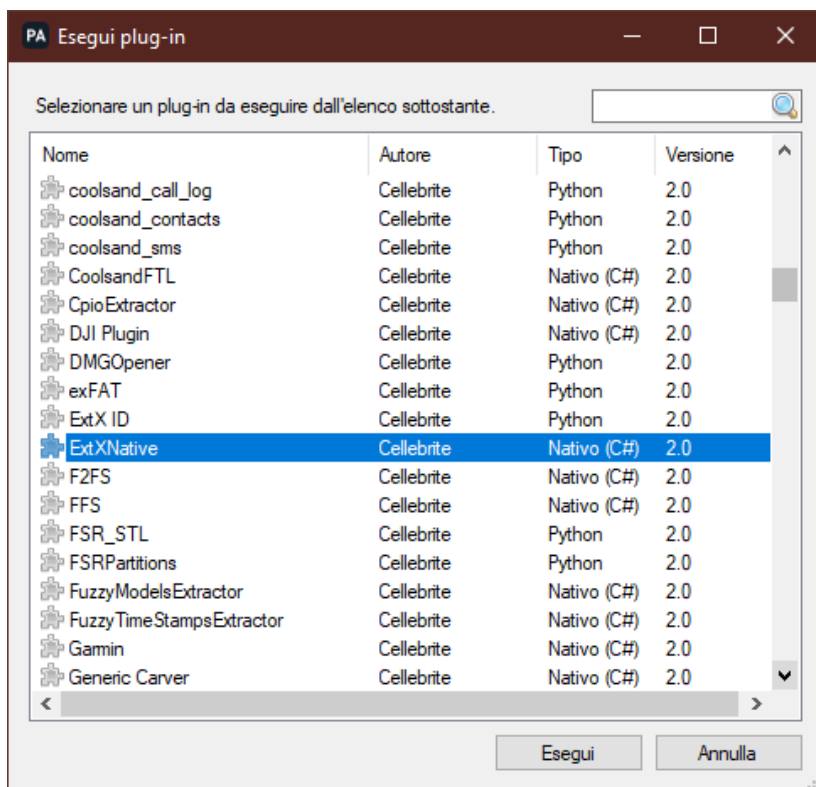 PA Esegui plug-in
Selezionare un plug-in da eseguire dall'elenco sottostante.
Nome Autore Tipo Versione
coolsand_call_log Cellebrite Python 2.0
coolsand_contacts Cellebrite Python 2.0
coolsand_sms Cellebrite Python 2.0
CoolsandFTL Cellebrite Nativo (C#) 2.0
CpioExtractor Cellebrite Nativo (C#) 2.0
DJI Plugin Cellebrite Nativo (C#) 2.0
DMGOpener Cellebrite Python 2.0
exFAT Cellebrite Python 2.0
ExtX ID Cellebrite Python 2.0
ExtXNative Cellebrite Nativo (C#) 2.0
F2FS Cellebrite Nativo (C#) 2.0
FFS Cellebrite Nativo (C#) 2.0
FSR_STL Cellebrite Python 2.0
FSRPartitions Cellebrite Python 2.0
FuzzyModelsExtractor Cellebrite Nativo (C#) 2.0
FuzzyTimeStampsExtractor Cellebrite Nativo (C#) 2.0
Garmin Cellebrite Nativo (C#) 2.0
Generic Carver Cellebrite Nativo (C#) 2.0
Esegui Annulla